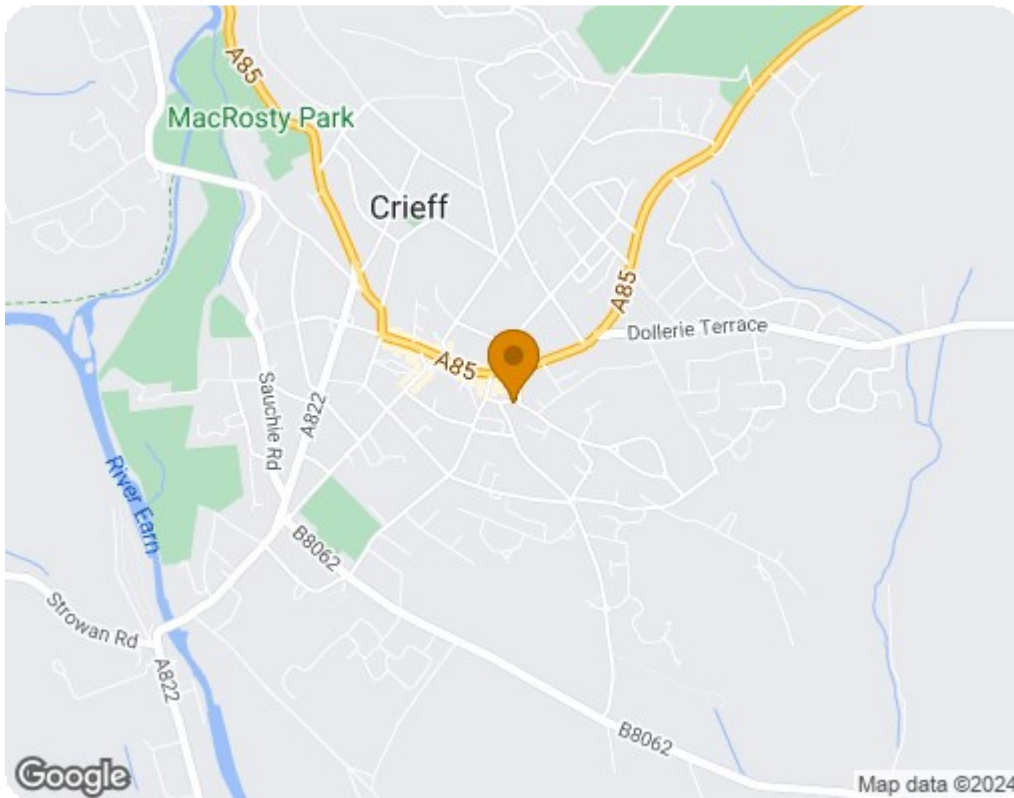 A85
MacRosty Park
Crieff
A85
Dollerie Terrace
A85
A822
Sauchie Rd
River Earn
B8062
Strowan Rd
A822
B8062
Google
Map data ©2024